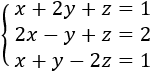 x + 2y + z = 1
2x − y + z = 2
x + y − 2z = 1